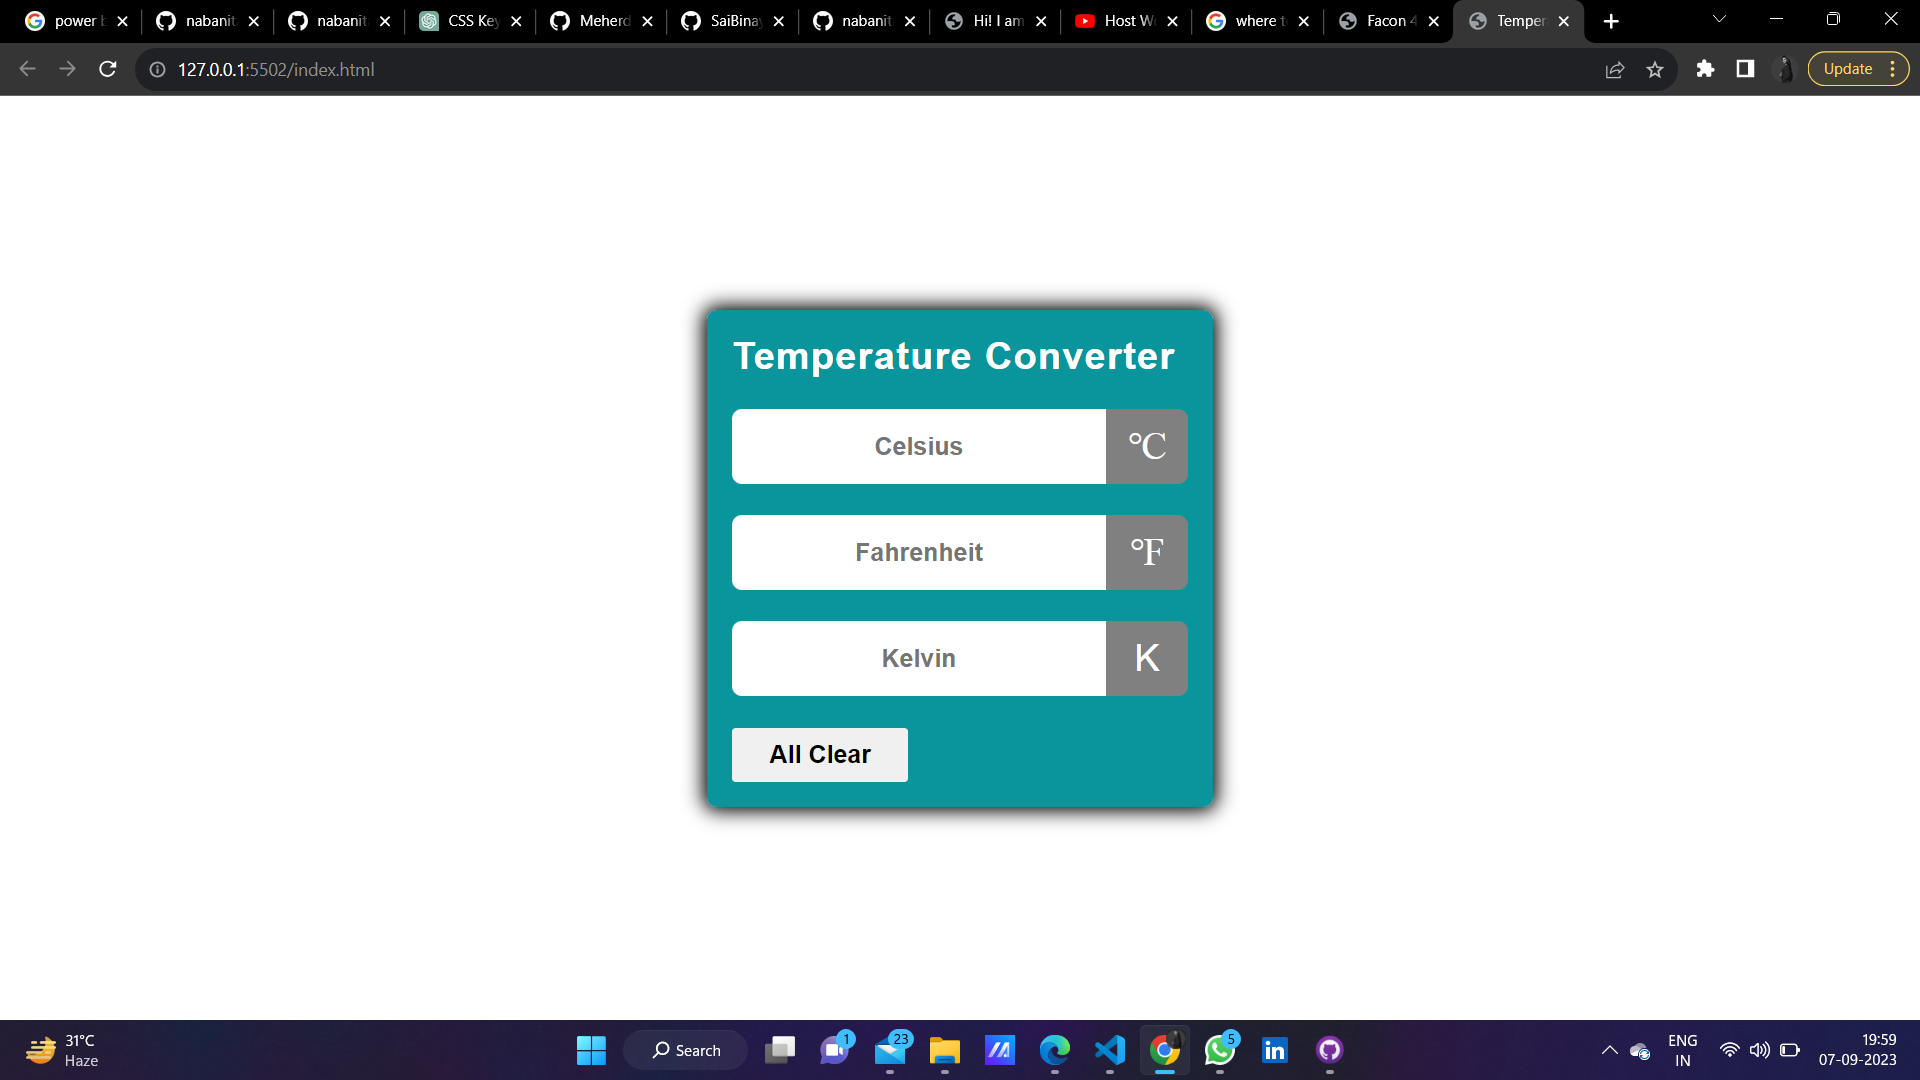 power b
nabanit
nabanit
CSS Key
Meherd
SaiBinay
nabanit
Hi! I am
Host We
where to
Facon 4
Temper
127.0.0.1:5502/index.html
Update
Temperature Converter
Celsius
°C
Fahrenheit
°F
Kelvin
K
All Clear
31°C
Haze
Search
1
23
5
ENG
IN
19:59
07-09-2023